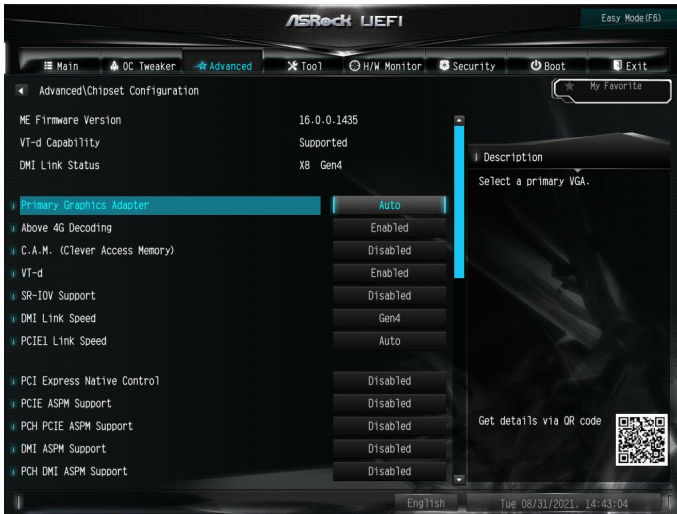 ASRock UEFI
Easy Mode(F6)
Main
OC Tweaker
Advanced
Tool
H/W Monitor
Security
Boot
Exit
Advanced\Chipset Configuration
My Favorite
ME Firmware Version 16.0.0.1435
VT-d Capability Supported
DMI Link Status X8 Gen4
Primary Graphics Adapter Auto
Above 4G Decoding Enabled
C.A.M. (Clever Access Memory) Disabled
VT-d Enabled
SR-IOV Support Disabled
DMI Link Speed Gen4
PCIE1 Link Speed Auto
PCI Express Native Control Disabled
PCIE ASPM Support Disabled
PCH PCIE ASPM Support Disabled
DMI ASPM Support Disabled
PCH DMI ASPM Support Disabled
Description
Select a primary VGA.
Get details via QR code
English
Tue 08/31/2021. 14:43:04